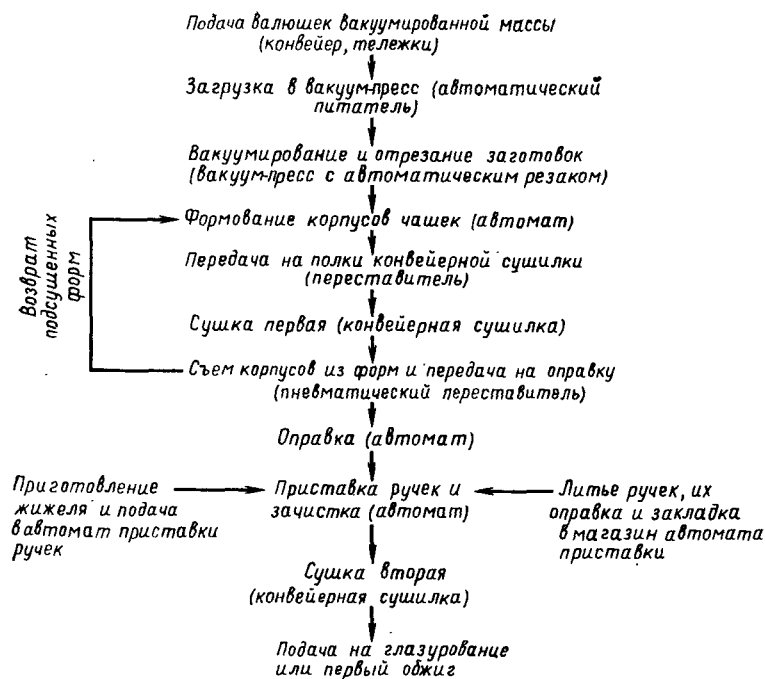 Подача валюшек вакуумированной массы
(конвейер, тележки)
Загрузка в вакуум-пресс (автоматический
питатель)
Вакуумирование и отрезание заготовок
(вакуум-пресс с автоматическим резаком)
Формование корпусов чашек (автомат)
Передача на полки конвейерной сушилки
(переставитель)
Сушка первая (конвейерная сушилка)
Съем корпусов из форм и передача на оправку
(пневматический переставитель)
Возврат
подсушенных
форм
Оправка (автомат)
Приготовление
жижеля и подача
в автомат приставки
ручек
Приставка ручек и
зачистка (автомат)
Литье ручек, их
оправка и закладка
в магазин автомата
приставки
Сушка вторая
(конвейерная сушилка)
Подача на глазурование
или первый обжиг